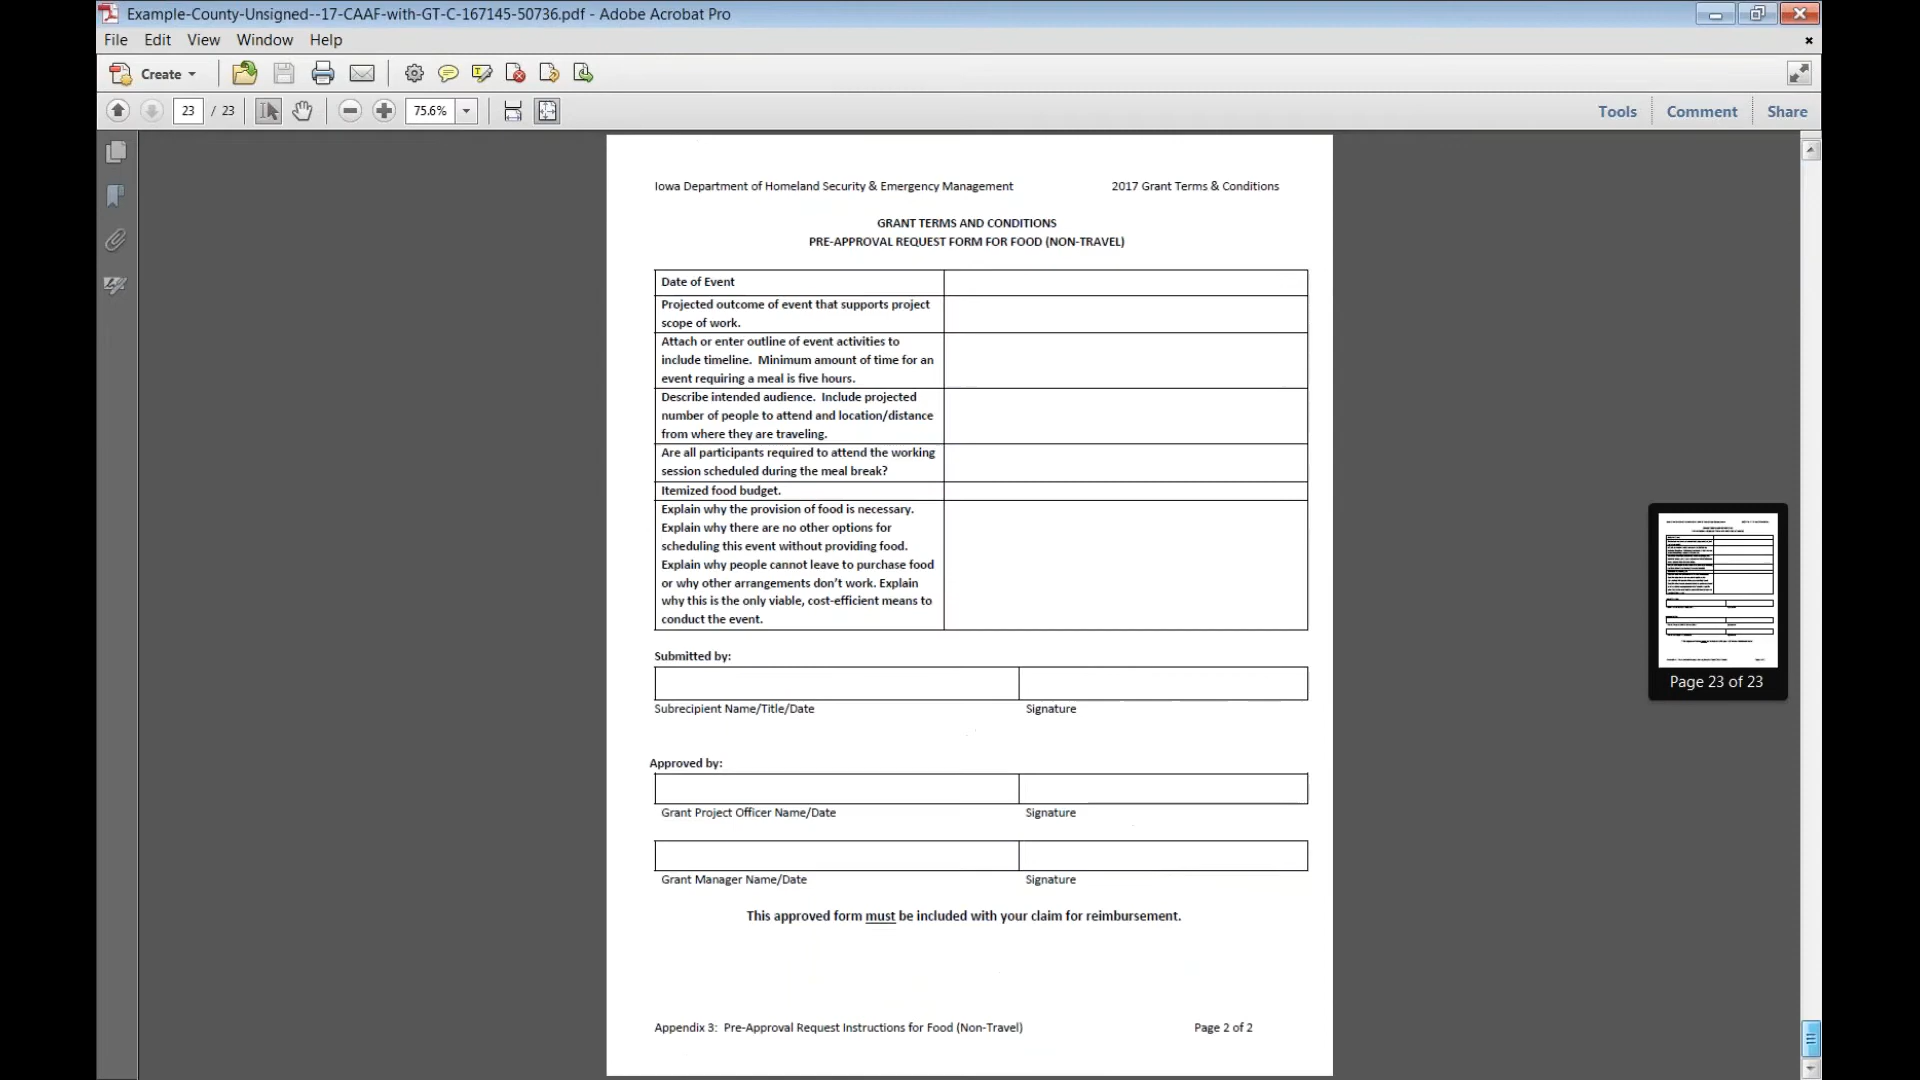 Example-County-Unsigned--17-CAAF-with-GT-C-167145-50736.pdf - Adobe Acrobat Pro
File Edit View Window Help
Create
23 / 23 75.6% Tools Comment Share
Iowa Department of Homeland Security & Emergency Management 2017 Grant Terms & Conditions
GRANT TERMS AND CONDITIONS
PRE-APPROVAL REQUEST FORM FOR FOOD (NON-TRAVEL)
Date of Event
Projected outcome of event that supports project
scope of work.
Attach or enter outline of event activities to
include timeline. Minimum amount of time for an
event requiring a meal is five hours.
Describe intended audience. Include projected
number of people to attend and location/distance
from where they are traveling.
Are all participants required to attend the working
session scheduled during the meal break?
Itemized food budget.
Explain why the provision of food is necessary.
Explain why there are no other options for
scheduling this event without providing food.
Explain why people cannot leave to purchase food
or why other arrangements don't work. Explain
why this is the only viable, cost-efficient means to
conduct the event.
Submitted by:
Subrecipient Name/Title/Date Signature
Approved by:
Grant Project Officer Name/Date Signature
Grant Manager Name/Date Signature
This approved form must be included with your claim for reimbursement.
Appendix 3: Pre-Approval Request Instructions for Food (Non-Travel) Page 2 of 2
Page 23 of 23